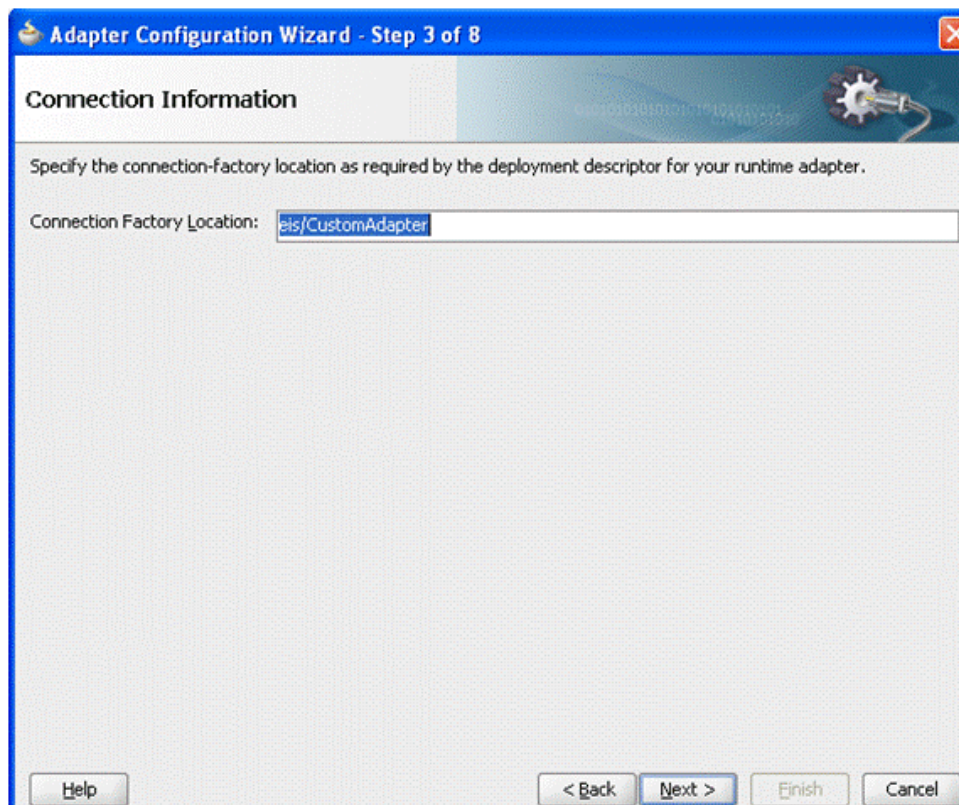 Adapter Configuration Wizard - Step 3 of 8
Connection Information
Specify the connection-factory location as required by the deployment descriptor for your runtime adapter.
Connection Factory Location: eis/CustomAdapter
Help < Back Next > Finish Cancel